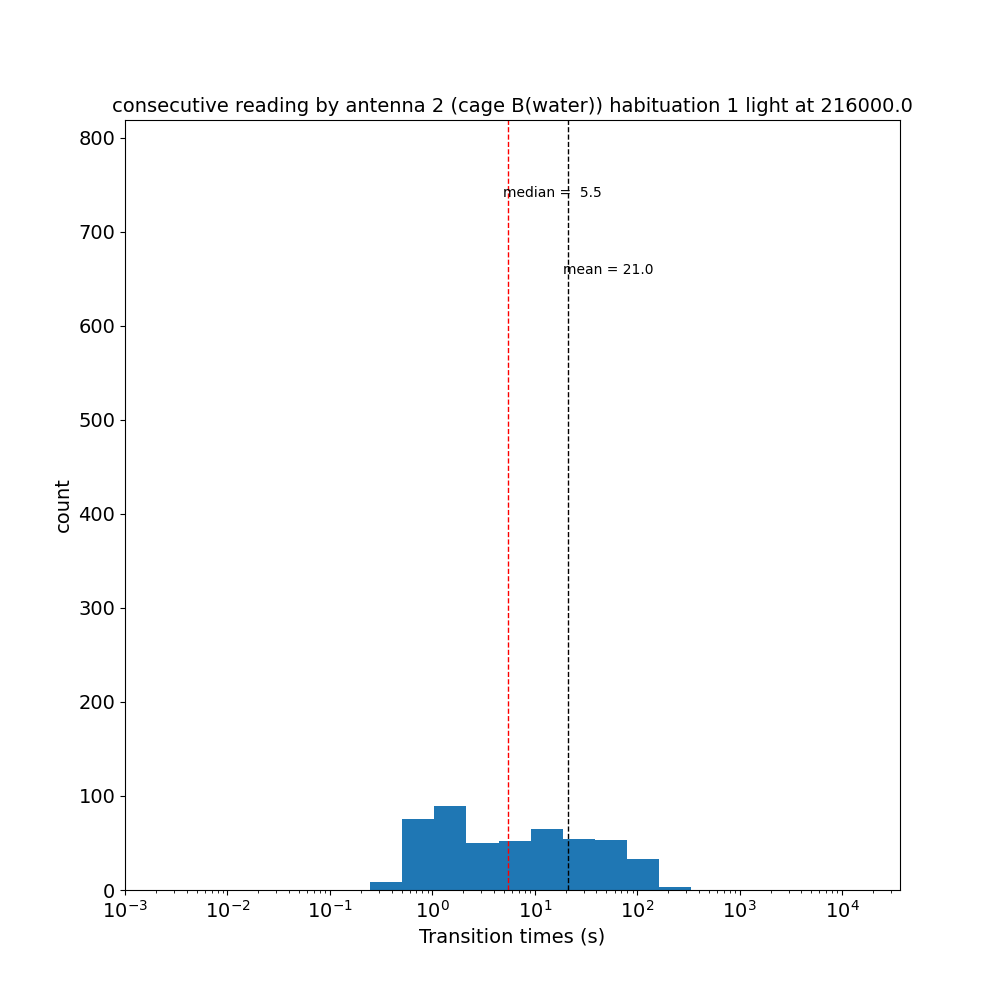 consecutive reading by antenna 2 (cage B(water)) habituation 1 light at 216000.0
800
median =  5.5
700
mean = 21.0
600
500
400
300
200
100
0
count
10⁻³ 10⁻² 10⁻¹ 10⁰ 10¹ 10² 10³ 10⁴
Transition times (s)